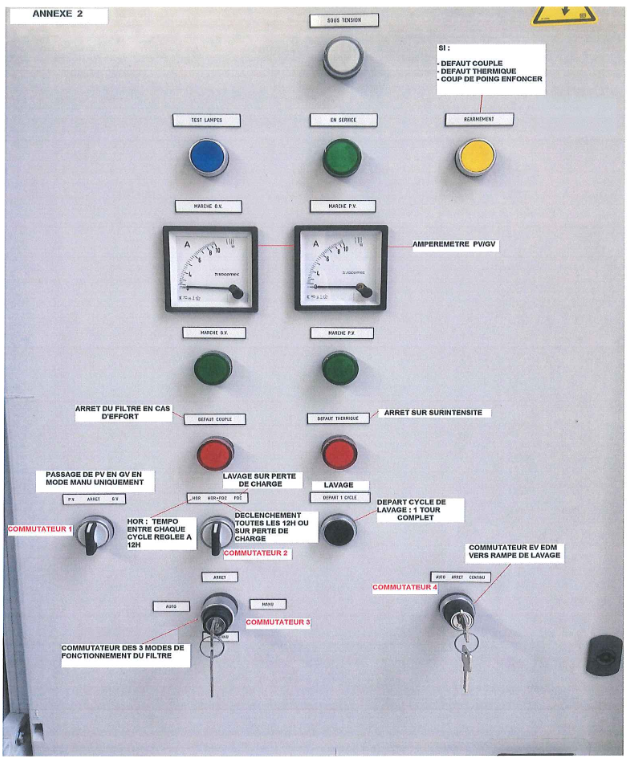 ANNEXE 2
SOUS TENSION
SI :
- DEFAUT COUPLE
- DEFAUT THERMIQUE
- COUP DE POING ENFONCER
TEST LAMPES
EN SERVICE
REARMEMENT
MARCHE G.V.
MARCHE P.V.
A
A
AMPEREMETRE PV/GV
MARCHE G.V.
MARCHE P.V
ARRET DU FILTRE EN CAS
D'EFFORT
DEFAUT COUPLE
DEFAUT THERMIQUE
ARRET SUR SURINTENSITE
PASSAGE DE PV EN GV EN
MODE MANU UNIQUEMENT
LAVAGE SUR PERTE
DE CHARGE
LAVAGE
P.V ARRET G.V
HOR HOR+PDC PDC
DEPART 1 CYCLE
COMMUTATEUR 1
HOR : TEMPO
ENTRE CHAQUE
CYCLE REGLEE A
12H
DECLENCHEMENT
TOUTES LES 12H OU
SUR PERTE DE
CHARGE
DEPART CYCLE DE
LAVAGE : 1 TOUR
COMPLET
COMMUTATEUR 2
COMMUTATEUR EV EDM
VERS RAMPE DE LAVAGE
ARRET
AUTO ARRET
COMMUTATEUR 4
AUTO
MANU
COMMUTATEUR 3
COMMUTATEUR DES 3 MODES DE
FONCTIONNEMENT DU FILTRE